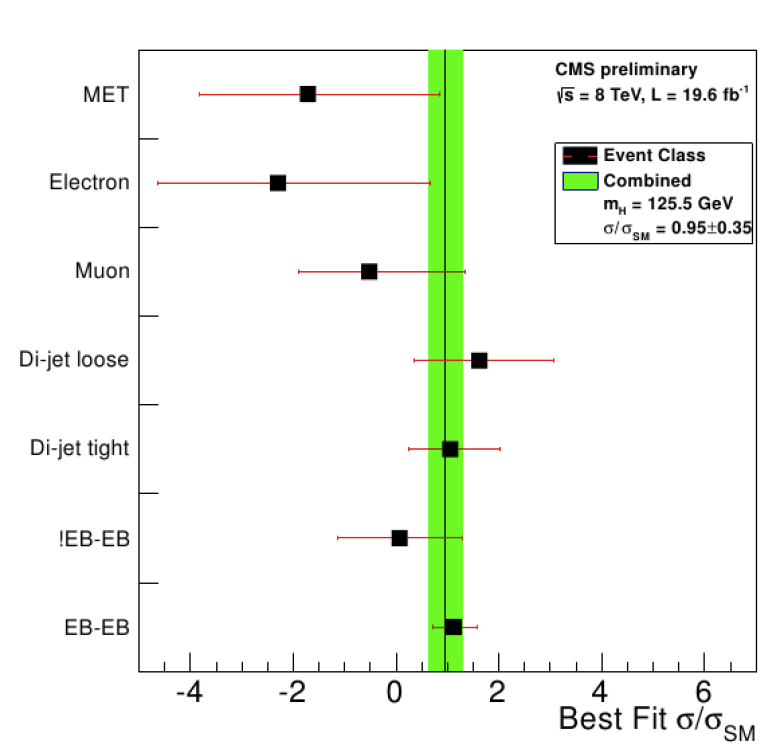 CMS preliminary
√s = 8 TeV, L = 19.6 fb⁻¹
Event Class
Combined
m_H = 125.5 GeV
σ/σ_SM = 0.95±0.35
MET
Electron
Muon
Di-jet loose
Di-jet tight
!EB-EB
EB-EB
-4 -2 0 2 4 6
Best Fit σ/σ_SM